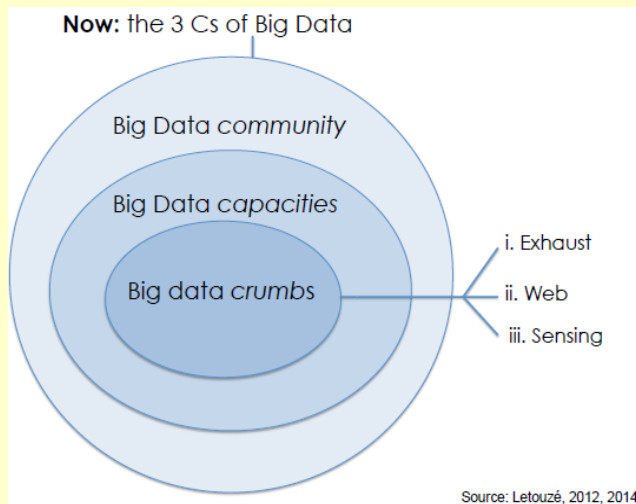 Now: the 3 Cs of Big Data
Big Data community
Big Data capacities
Big data crumbs
i. Exhaust
ii. Web
iii. Sensing
Source: Letouzé, 2012, 2014